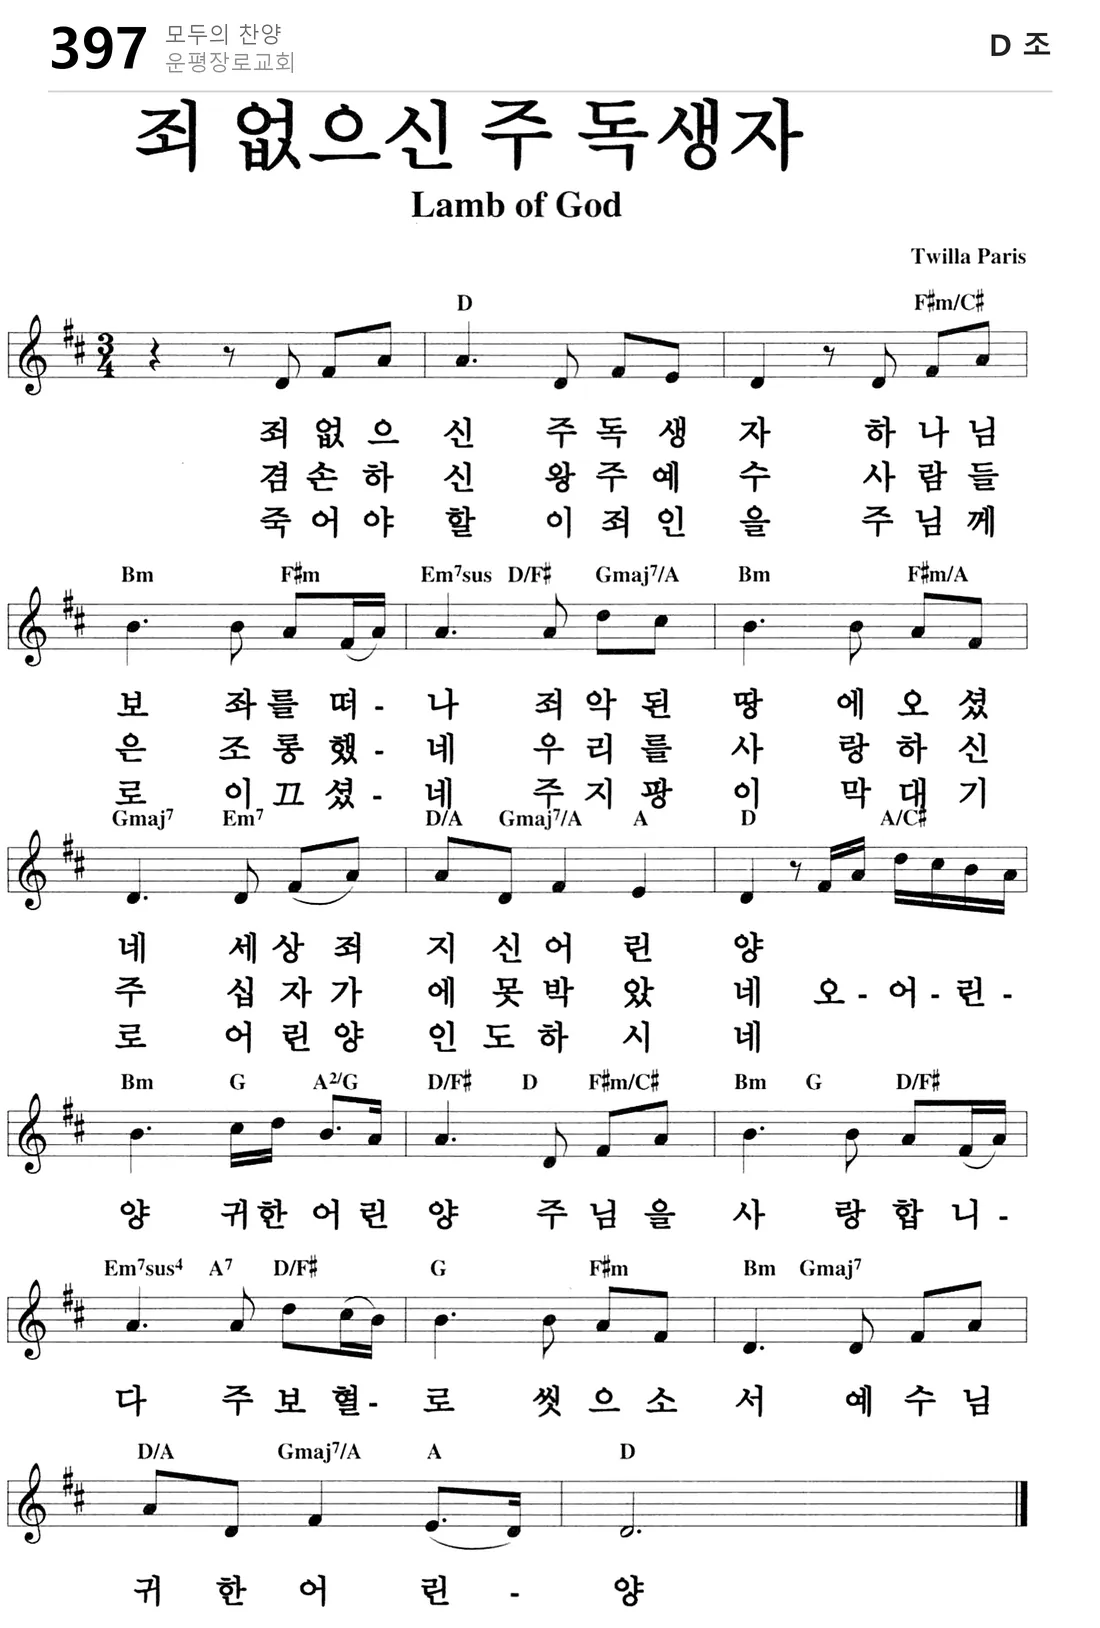 397
모두의 찬양
운평장로교회
D 조
죄 없으신 주 독생자
Lamb of God
Twilla Paris
D F#m/C#
3
4
죄 없 으 신 주 독 생 자 하 나 님
겸 손 하 신 왕 주 예 수 사 람 들
죽 어 야 할 이 죄 인 을 주 님 께
Bm F#m Em7sus D/F# Gmaj7/A Bm F#m/A
보 좌 를 떠 - 나 죄 악 된 땅 에 오 셨
은 조 롱 했 - 네 우 리 를 사 랑 하 신
로 이 끄 셨 - 네 주 지 팡 이 막 대 기
Gmaj7 Em7 D/A Gmaj7/A A D A/C#
네 세 상 죄 지 신 어 린 양
주 십 자 가 에 못 박 았 네 오 - 어 - 린 -
로 어 린 양 인 도 하 시 네
Bm G A2/G D/F# D F#m/C# Bm G D/F#
양 귀 한 어 린 양 주 님 을 사 랑 합 니 -
Em7sus4 A7 D/F# G F#m Bm Gmaj7
다 주 보 혈 - 로 씻 으 소 서 예 수 님
D/A Gmaj7/A A D
귀 한 어 린 - 양